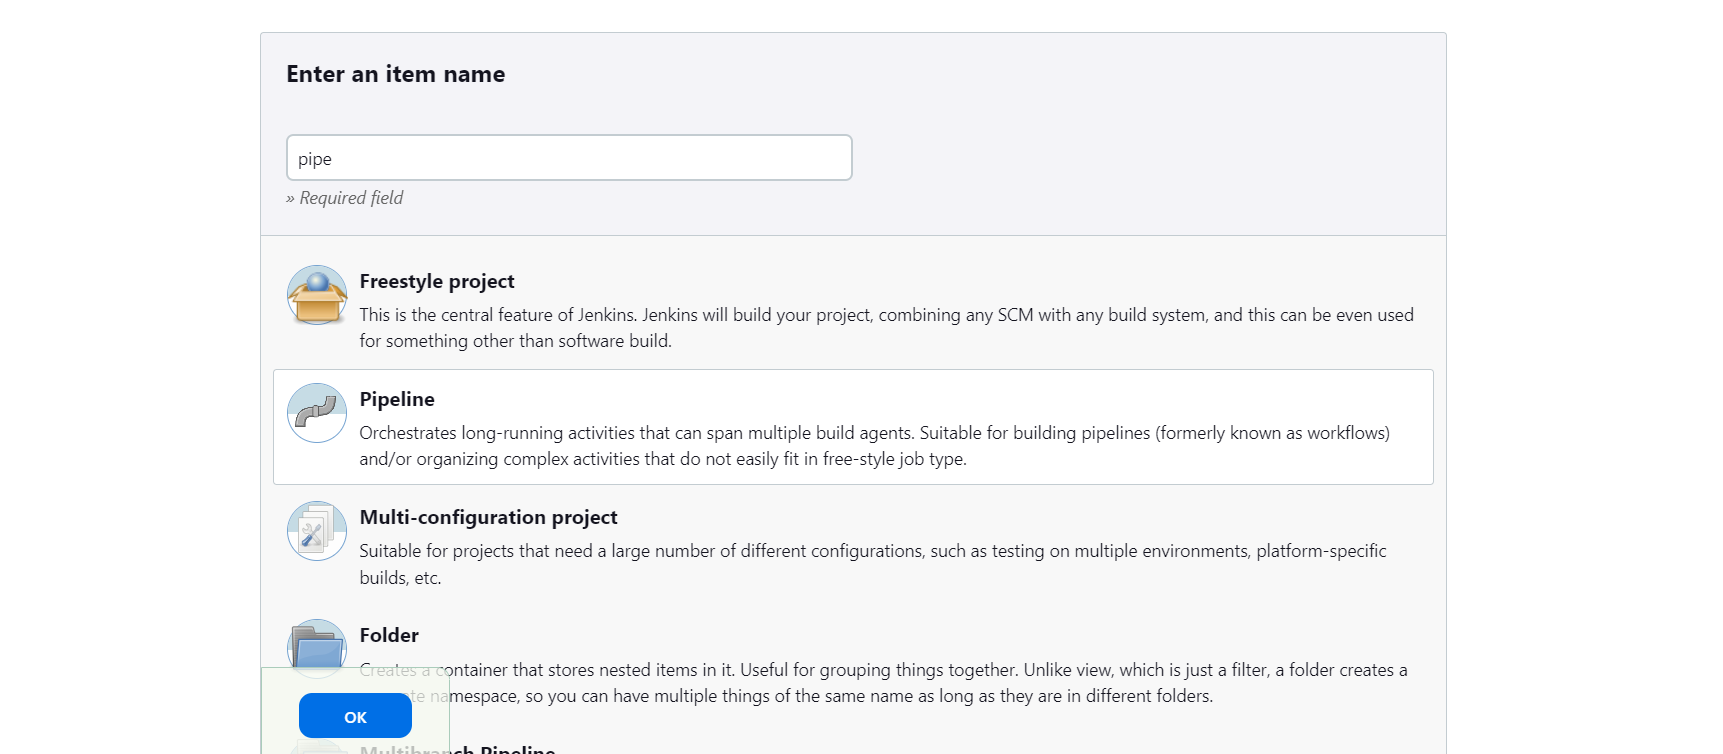 Enter an item name
pipe
» Required field
Freestyle project
This is the central feature of Jenkins. Jenkins will build your project, combining any SCM with any build system, and this can be even used
for something other than software build.
Pipeline
Orchestrates long-running activities that can span multiple build agents. Suitable for building pipelines (formerly known as workflows)
and/or organizing complex activities that do not easily fit in free-style job type.
Multi-configuration project
Suitable for projects that need a large number of different configurations, such as testing on multiple environments, platform-specific
builds, etc.
Folder
Creates a container that stores nested items in it. Useful for grouping things together. Unlike view, which is just a filter, a folder creates a
namespace, so you can have multiple things of the same name as long as they are in different folders.
OK
Multibranch Pipeline